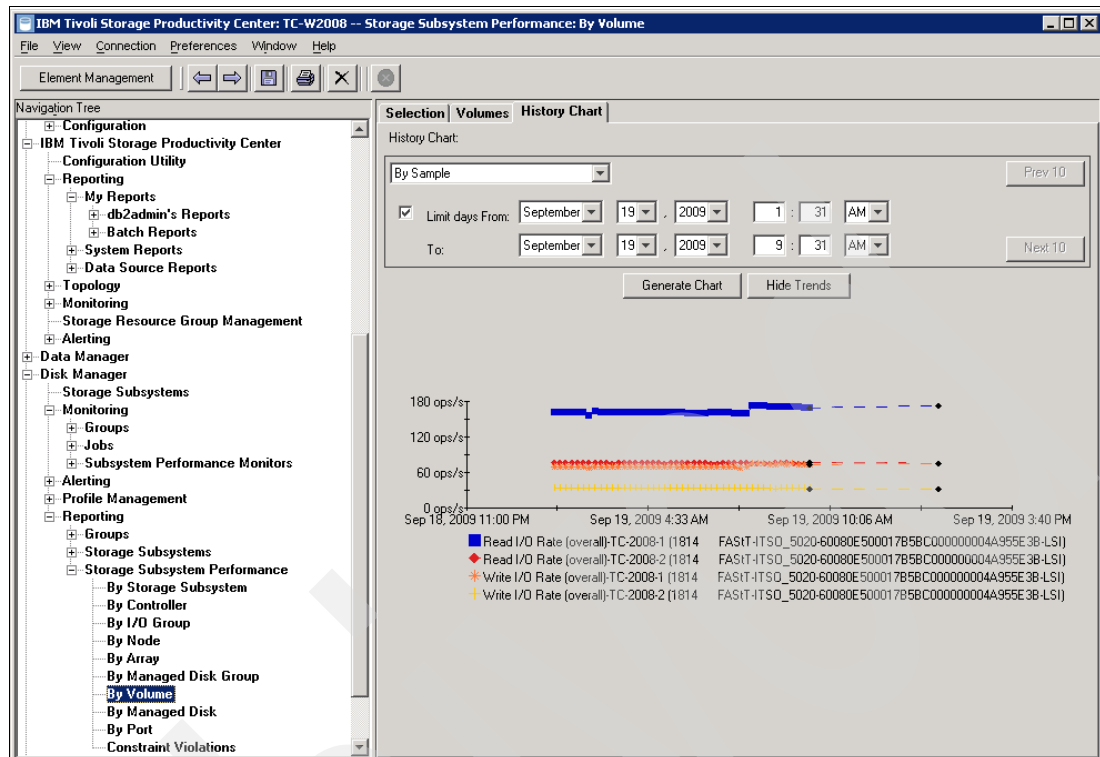 IBM Tivoli Storage Productivity Center: TC-W2008 -- Storage Subsystem Performance: By Volume
File View Connection Preferences Window Help
Element Management
Navigation Tree
Configuration
IBM Tivoli Storage Productivity Center
Configuration Utility
Reporting
My Reports
db2admin's Reports
Batch Reports
System Reports
Data Source Reports
Topology
Monitoring
Storage Resource Group Management
Alerting
Data Manager
Disk Manager
Storage Subsystems
Monitoring
Groups
Jobs
Subsystem Performance Monitors
Alerting
Profile Management
Reporting
Groups
Storage Subsystems
Storage Subsystem Performance
By Storage Subsystem
By Controller
By I/O Group
By Node
By Array
By Managed Disk Group
By Volume
By Managed Disk
By Port
Constraint Violations
Selection Volumes History Chart
History Chart:
By Sample Prev 10
Limit days From: September 19 , 2009 1 : 31 AM
To: September 19 , 2009 9 : 31 AM Next 10
Generate Chart Hide Trends
180 ops/s
120 ops/s
60 ops/s
0 ops/s
Sep 18, 2009 11:00 PM Sep 19, 2009 4:33 AM Sep 19, 2009 10:06 AM Sep 19, 2009 3:40 PM
Read I/O Rate (overall)-TC-2008-1 (1814 FAStT-ITSO_5020-60080E500017B5BC000000004A955E3B-LSI)
Read I/O Rate (overall)-TC-2008-2 (1814 FAStT-ITSO_5020-60080E500017B5BC000000004A955E3B-LSI)
Write I/O Rate (overall)-TC-2008-1 (1814 FAStT-ITSO_5020-60080E500017B5BC000000004A955E3B-LSI)
Write I/O Rate (overall)-TC-2008-2 (1814 FAStT-ITSO_5020-60080E500017B5BC000000004A955E3B-LSI)